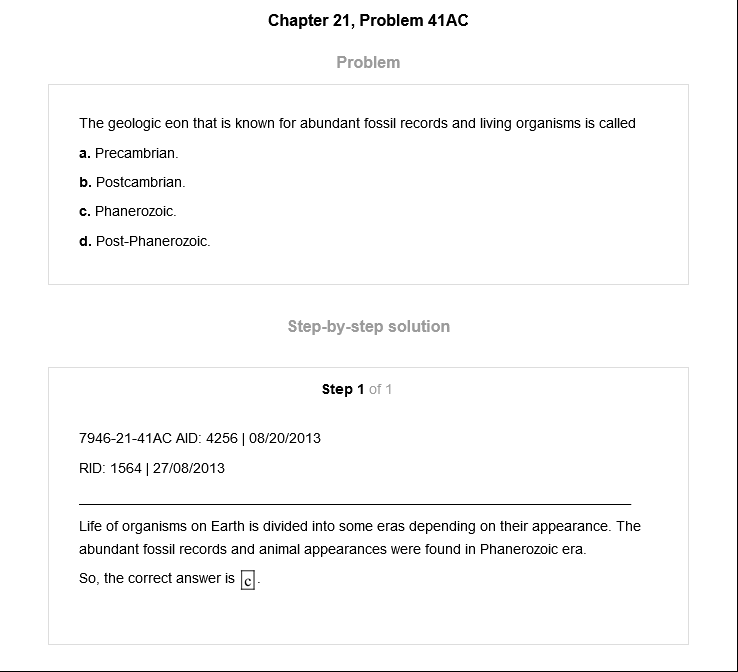 Chapter 21, Problem 41AC
Problem
The geologic eon that is known for abundant fossil records and living organisms is called
a. Precambrian.
b. Postcambrian.
c. Phanerozoic.
d. Post-Phanerozoic.
Step-by-step solution
Step 1 of 1
7946-21-41AC AID: 4256 | 08/20/2013
RID: 1564 | 27/08/2013
Life of organisms on Earth is divided into some eras depending on their appearance. The
abundant fossil records and animal appearances were found in Phanerozoic era.
So, the correct answer is c.